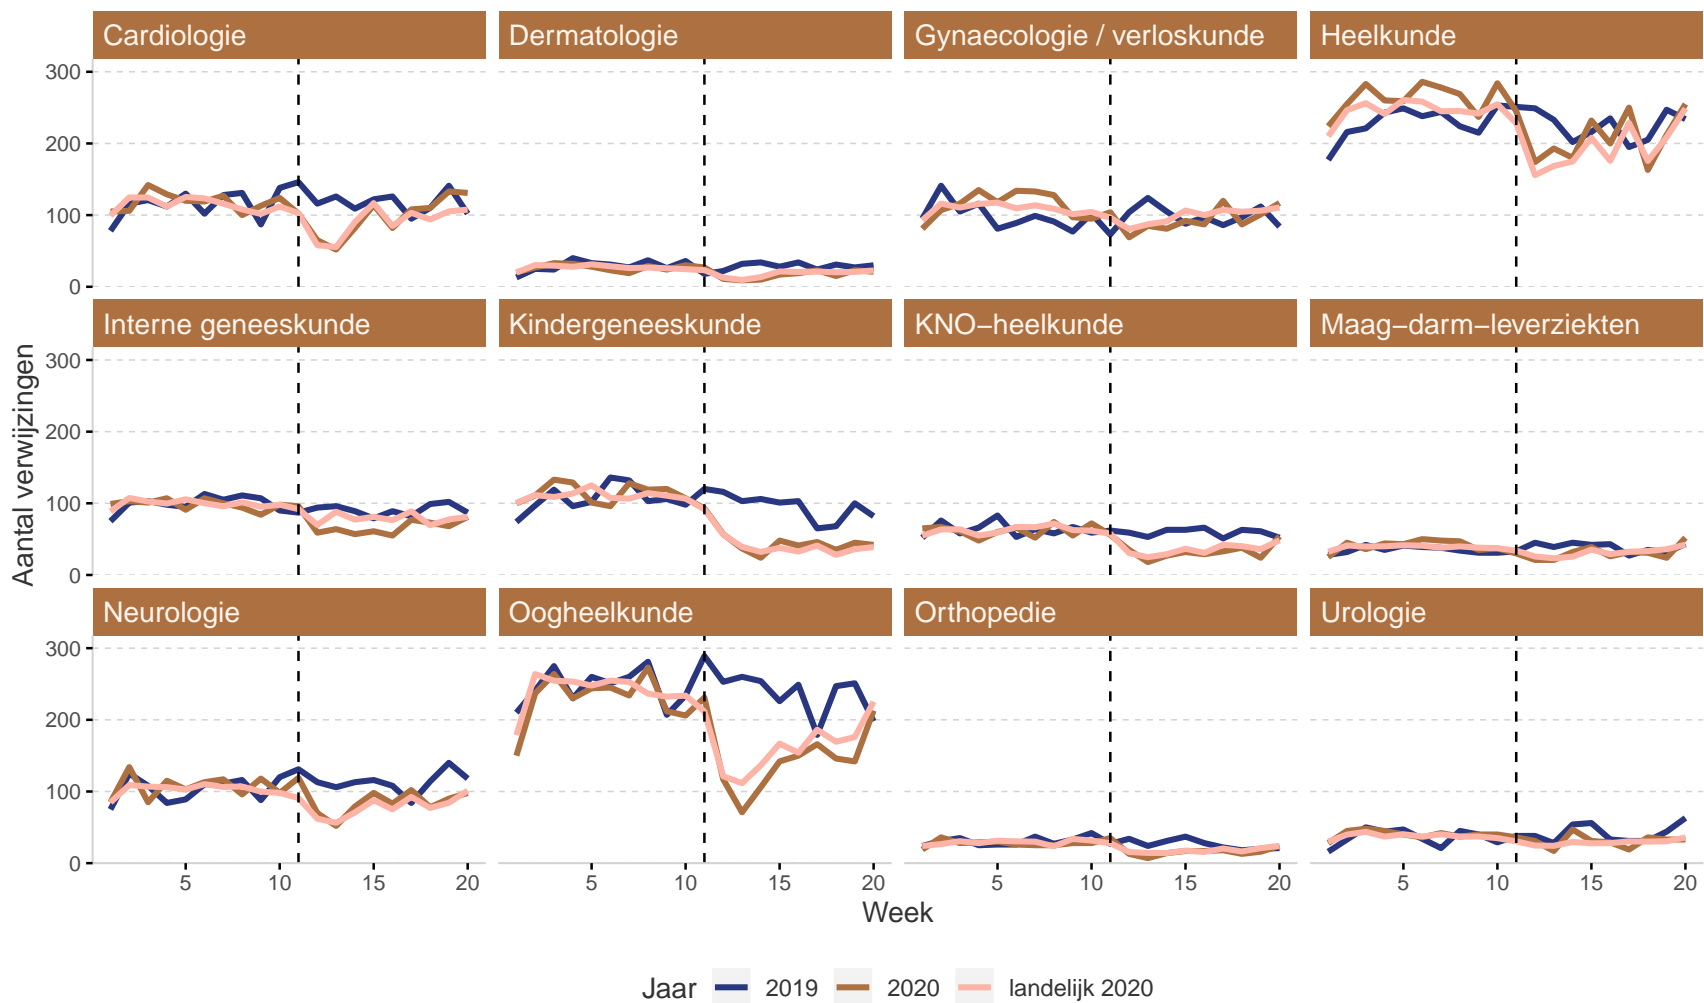 Cardiologie Dermatologie Gynaecologie / verloskunde Heelkunde
300
200
100
0
Interne geneeskunde Kindergeneeskunde KNO−heelkunde Maag−darm−leverziekten
300
200
100
0
Neurologie Oogheelkunde Orthopedie Urologie
300
200
100
0
5 10 15 20 5 10 15 20 5 10 15 20 5 10 15 20
Week
Aantal verwijzingen
Jaar 2019 2020 landelijk 2020